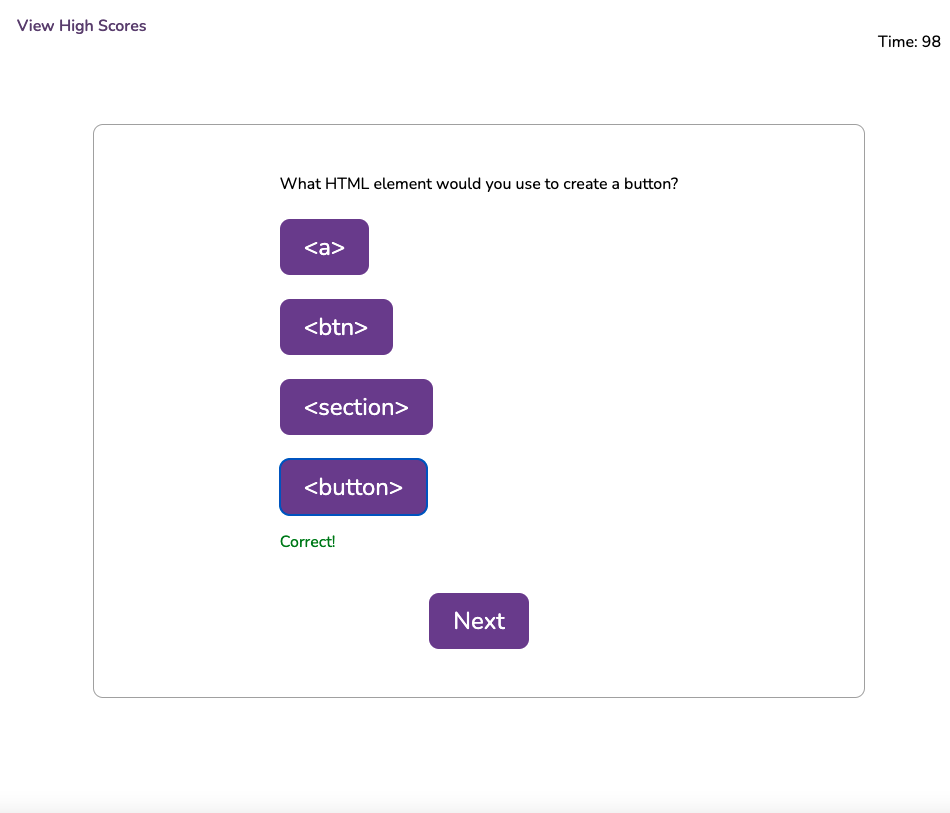 View High Scores
Time: 98
What HTML element would you use to create a button?
<a>
<btn>
<section>
<button>
Correct!
Next